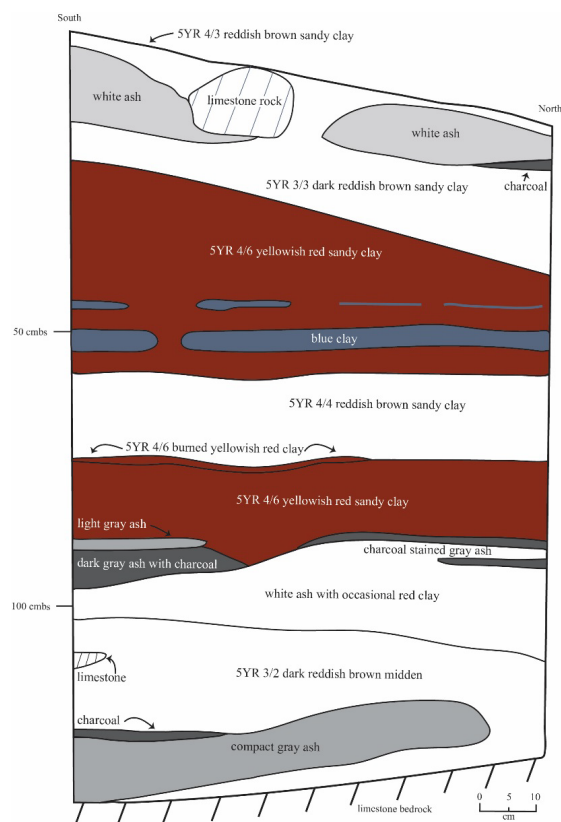 South
5YR 4/3 reddish brown sandy clay
white ash
limestone rock
North
white ash
5YR 3/3 dark reddish brown sandy clay
charcoal
5YR 4/6 yellowish red sandy clay
50 cmbs
blue clay
5YR 4/4 reddish brown sandy clay
5YR 4/6 burned yellowish red clay
5YR 4/6 yellowish red sandy clay
light gray ash
charcoal stained gray ash
dark gray ash with charcoal
white ash with occasional red clay
100 cmbs
5YR 3/2 dark reddish brown midden
limestone
charcoal
compact gray ash
limestone bedrock
0 5 10
cm